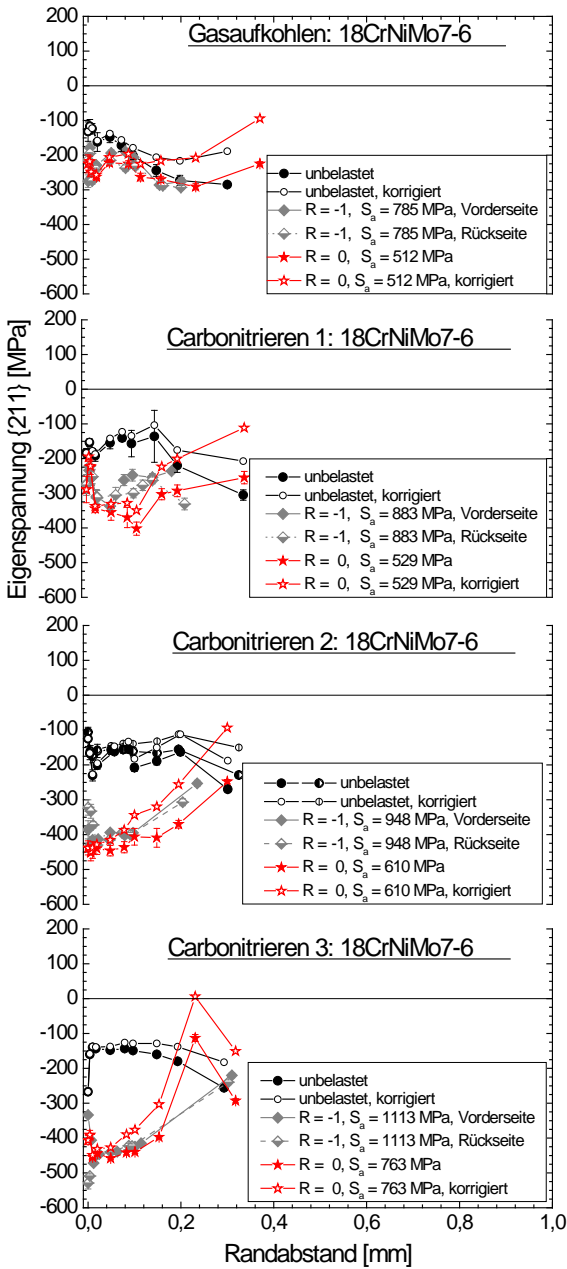 Eigenspannung {211} [MPa]
Gasaufkohlen: 18CrNiMo7-6
200
100
0
-100
-200
-300
-400
-500
-600
unbelastet
unbelastet, korrigiert
R = -1, Sa = 785 MPa, Vorderseite
R = -1, Sa = 785 MPa, Rückseite
R = 0, Sa = 512 MPa
R = 0, Sa = 512 MPa, korrigiert
Carbonitrieren 1: 18CrNiMo7-6
200
100
0
-100
-200
-300
-400
-500
-600
unbelastet
unbelastet, korrigiert
R = -1, Sa = 883 MPa, Vorderseite
R = -1, Sa = 883 MPa, Rückseite
R = 0, Sa = 529 MPa
R = 0, Sa = 529 MPa, korrigiert
Carbonitrieren 2: 18CrNiMo7-6
200
100
0
-100
-200
-300
-400
-500
-600
unbelastet
unbelastet, korrigiert
R = -1, Sa = 948 MPa, Vorderseite
R = -1, Sa = 948 MPa, Rückseite
R = 0, Sa = 610 MPa
R = 0, Sa = 610 MPa, korrigiert
Carbonitrieren 3: 18CrNiMo7-6
200
100
0
-100
-200
-300
-400
-500
-600
unbelastet
unbelastet, korrigiert
R = -1, Sa = 1113 MPa, Vorderseite
R = -1, Sa = 1113 MPa, Rückseite
R = 0, Sa = 763 MPa
R = 0, Sa = 763 MPa, korrigiert
0,0 0,2 0,4 0,6 0,8 1,0
Randabstand [mm]